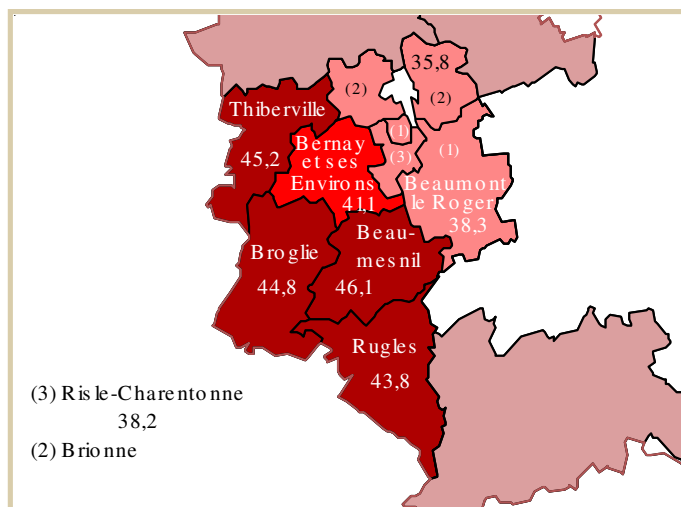 35,8
(2)
(2)
Thiberville
45,2
(1)
(3)
(1)
Bernay
et ses
Environs
41,1
Beaumont
le Roger
38,3
Broglie
44,8
Beau-
mesnil
46,1
Rugles
43,8
(3) Risle-Charentonne
38,2
(2) Brionne